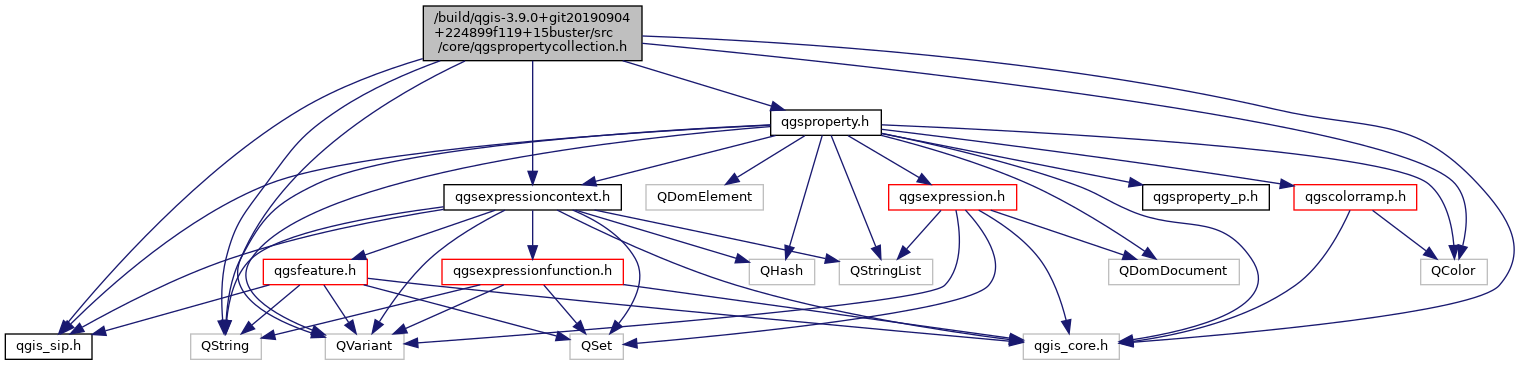 /build/qgis-3.9.0+git20190904
+224899f119+15buster/src
/core/qgspropertycollection.h
qgsproperty.h
qgsexpressioncontext.h
QDomElement
qgsexpression.h
qgsproperty_p.h
qgscolorramp.h
qgsfeature.h
qgsexpressionfunction.h
QHash
QStringList
QDomDocument
QColor
qgis_sip.h
QString
QVariant
QSet
qgis_core.h